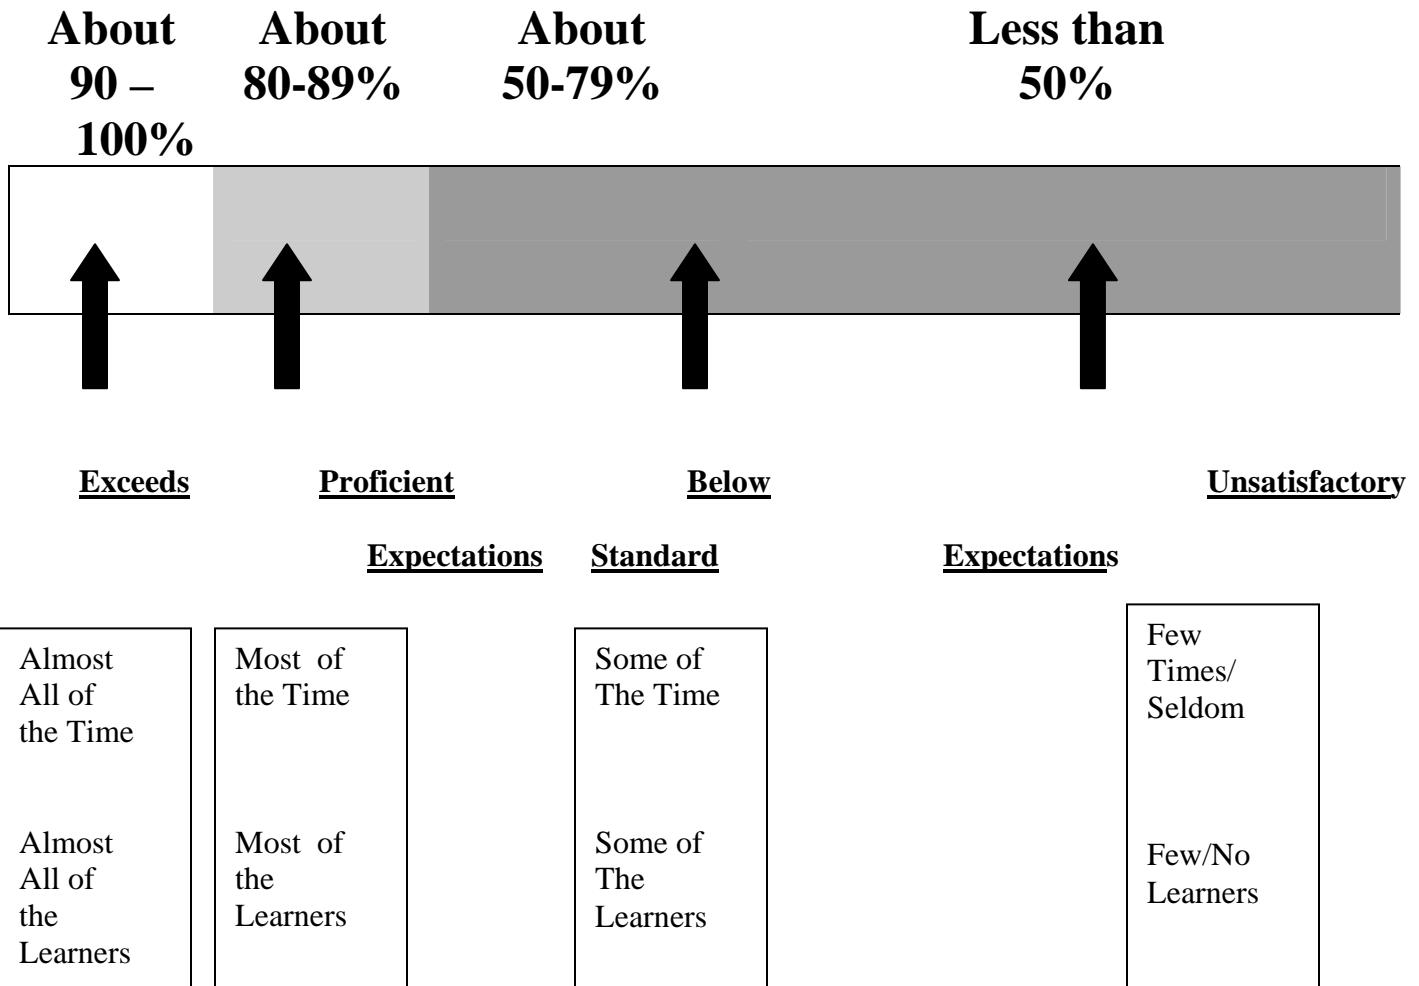 About
90 –
100%
About
80-89%
About
50-79%
Less than
50%
Exceeds Proficient Below Unsatisfactory
Expectations Standard Expectations
Almost
All of
the Time
Almost
All of
the
Learners
Most of
the Time
Most of
the
Learners
Some of
The Time
Some of
The
Learners
Few
Times/
Seldom
Few/No
Learners